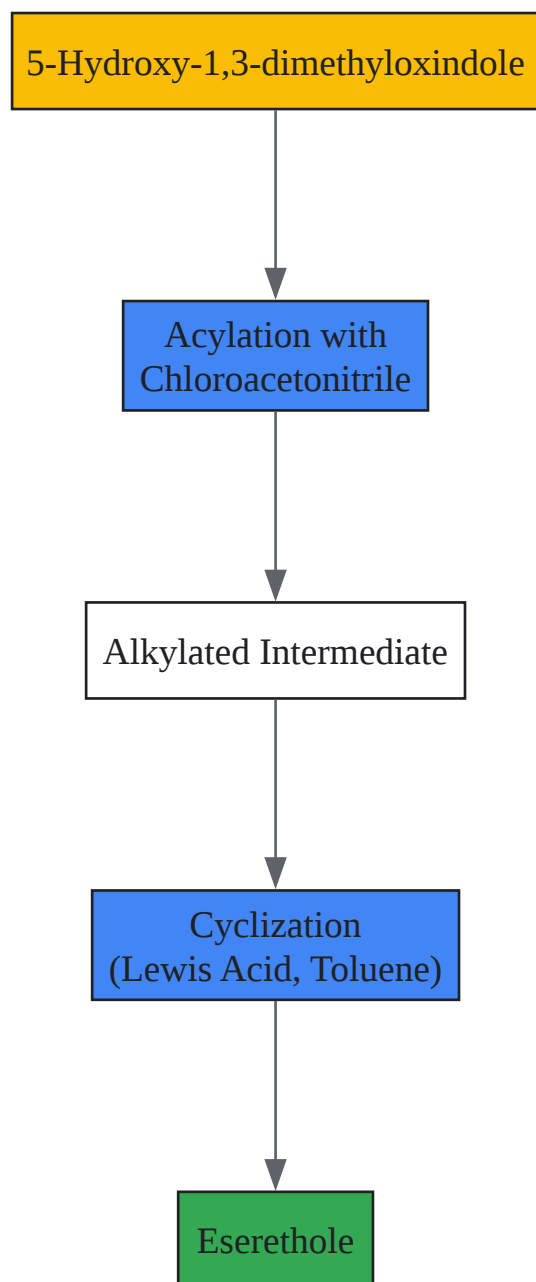 5-Hydroxy-1,3-dimethyloxindole
Acylation with
Chloroacetonitrile
Alkylated Intermediate
Cyclization
(Lewis Acid, Toluene)
Eserethole